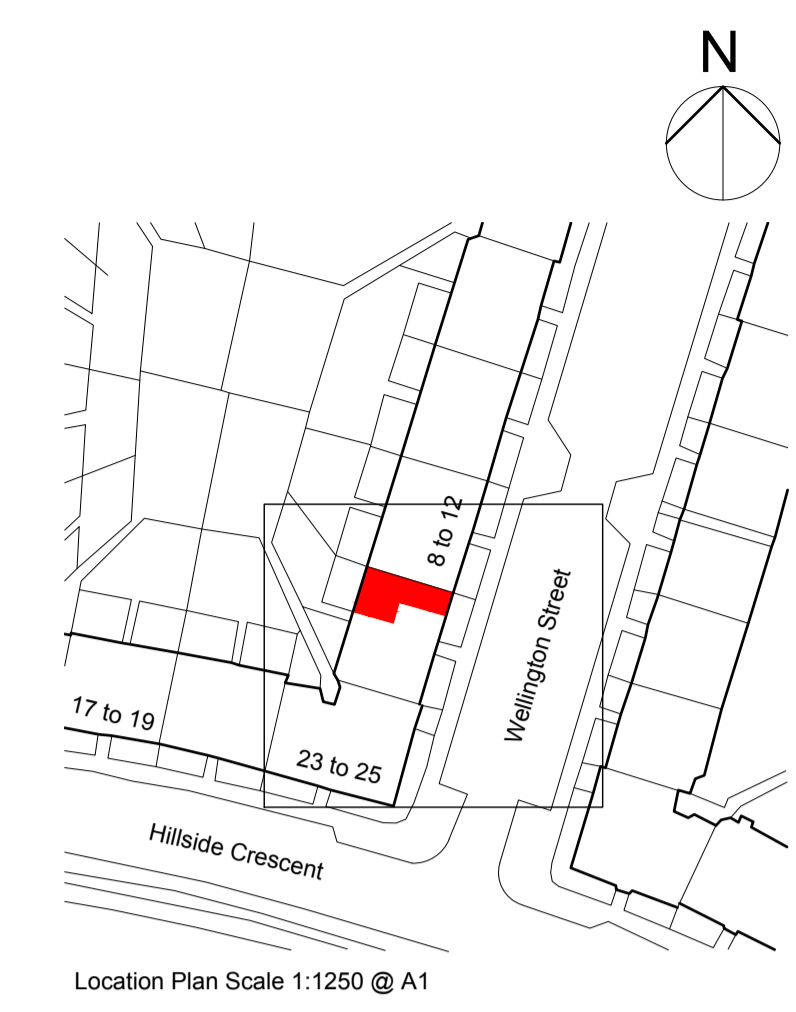 N
8 to 12
Wellington Street
17 to 19
23 to 25
Hillside Crescent
Location Plan Scale 1:1250 @ A1